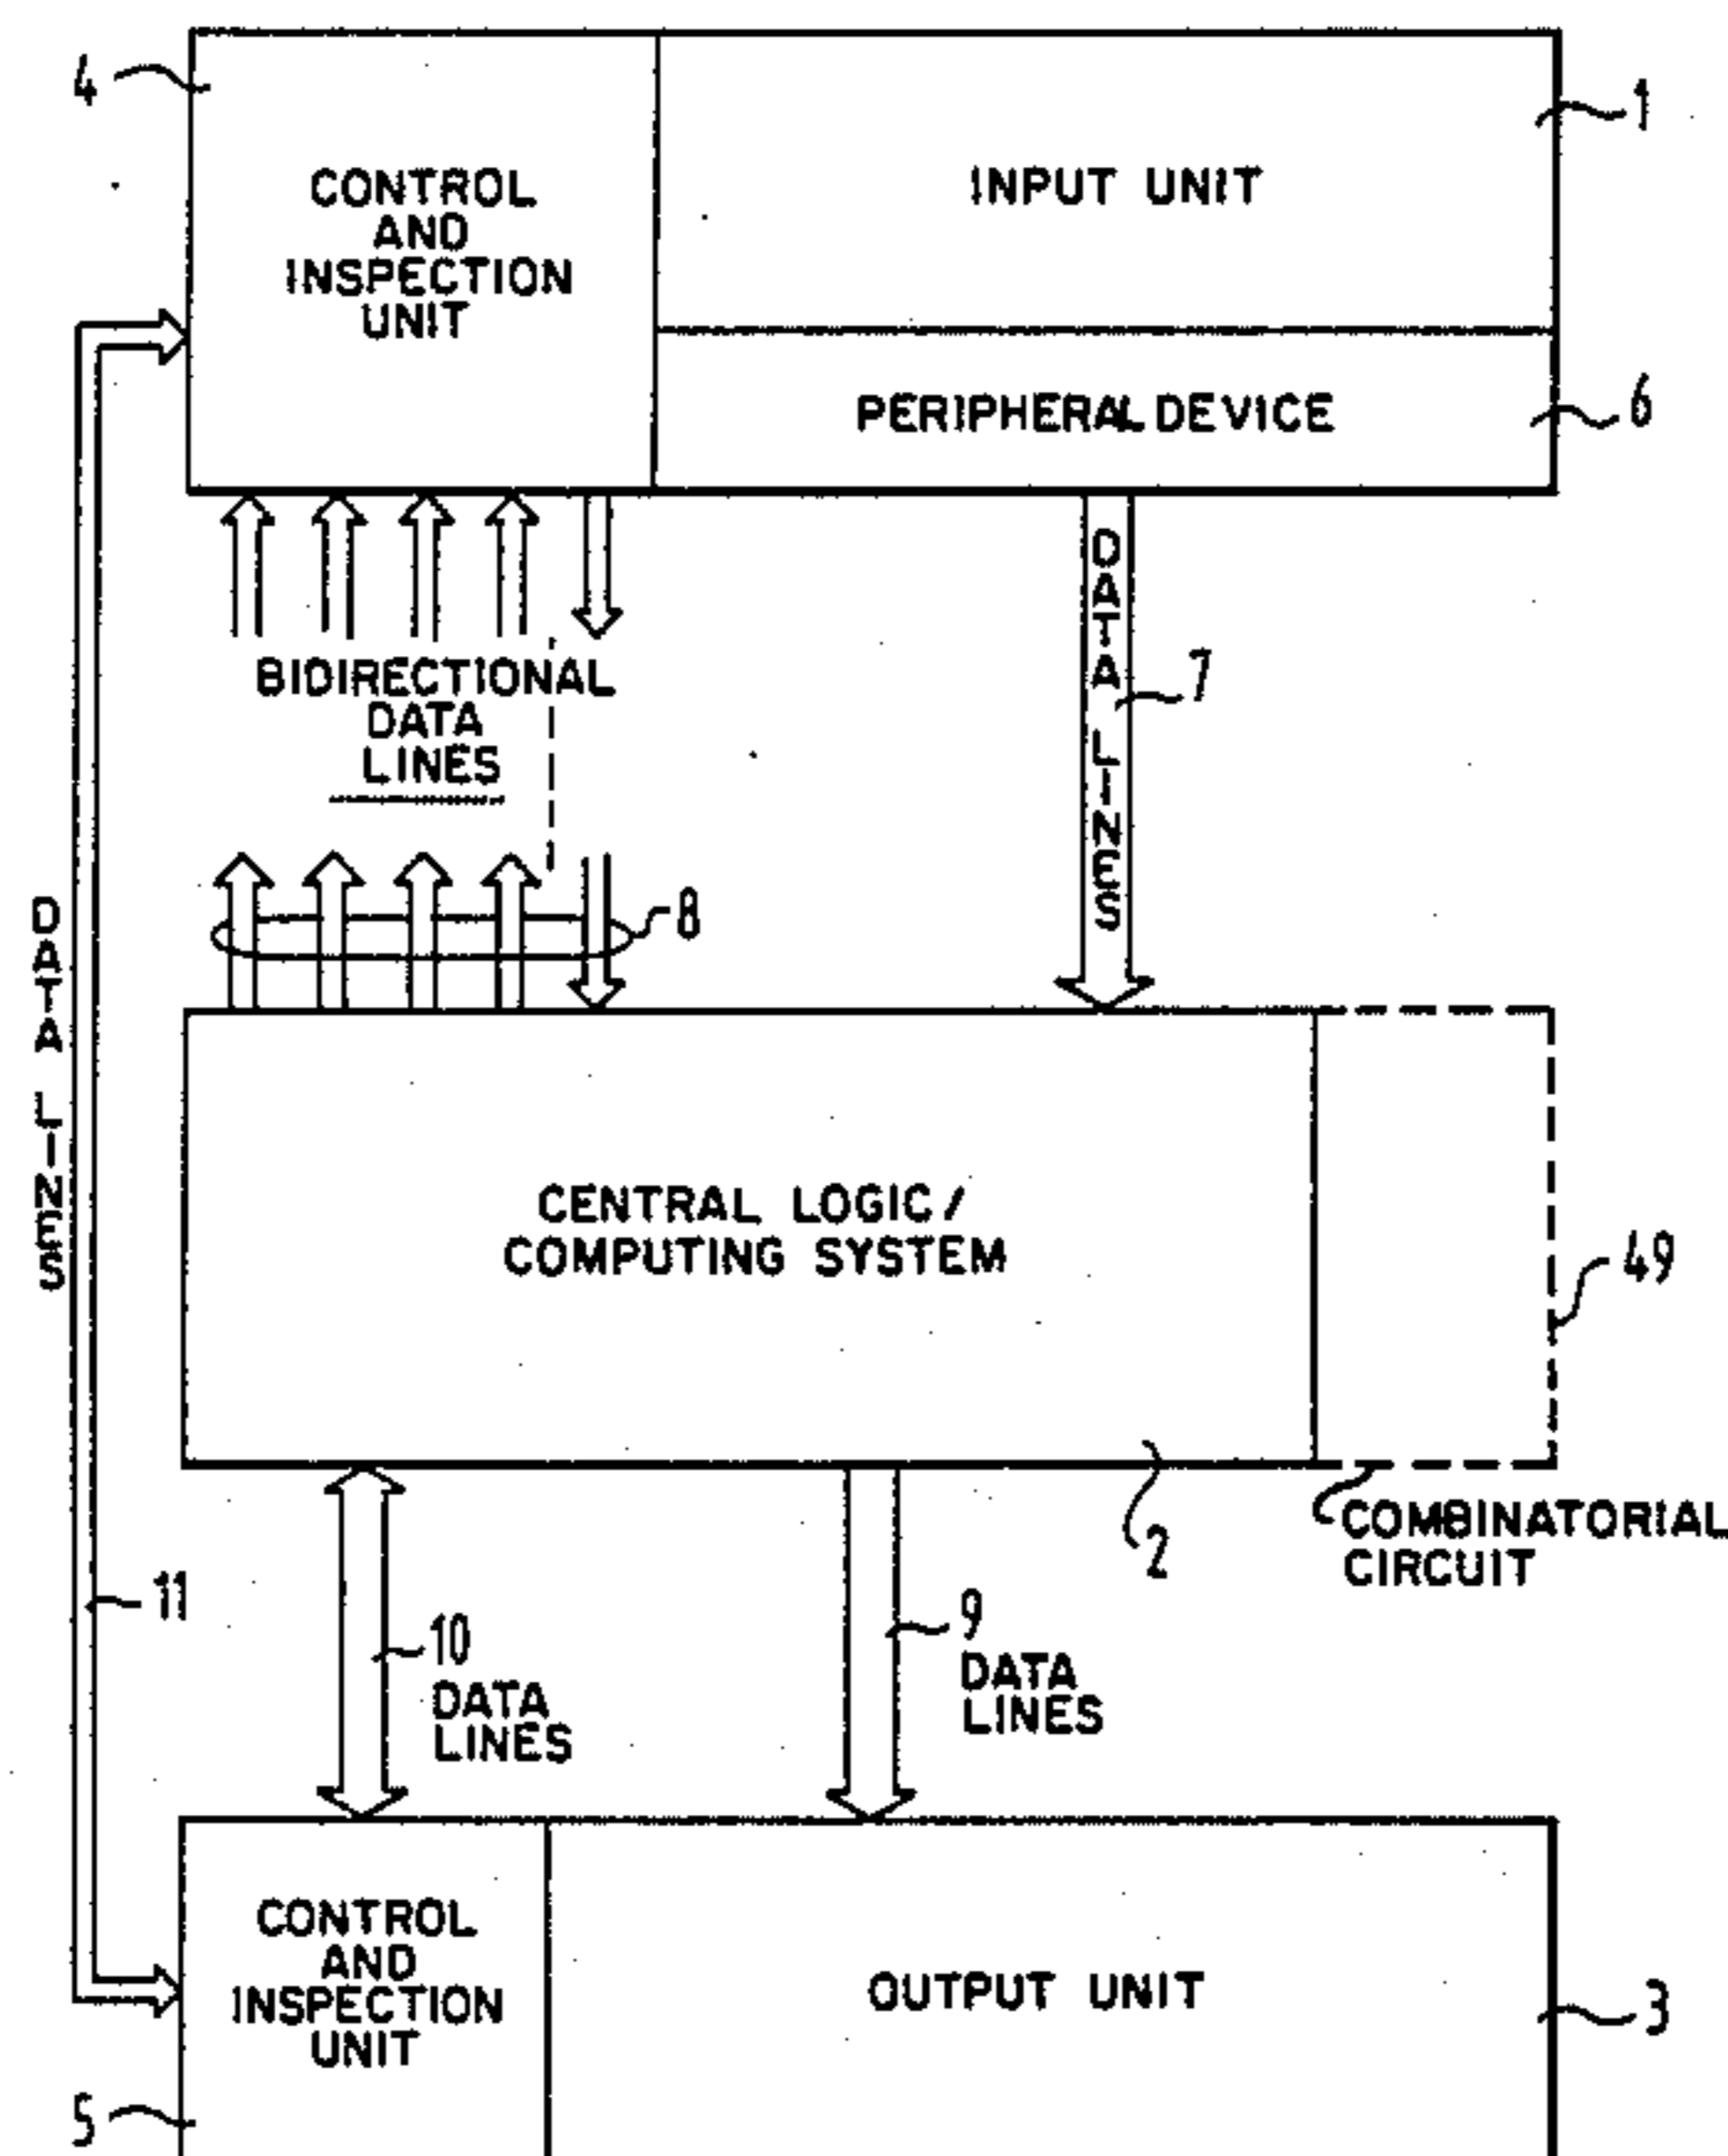 4
1
CONTROL
AND
INSPECTION
UNIT
INPUT UNIT
PERIPHERAL DEVICE
6
DATA LINES
7
BIDIRECTIONAL
DATA
LINES
8
DATA LINES
CENTRAL LOGIC/
COMPUTING SYSTEM
49
2
COMBINATORIAL
CIRCUIT
11
10
DATA
LINES
9
DATA
LINES
CONTROL
AND
INSPECTION
UNIT
OUTPUT UNIT
3
5